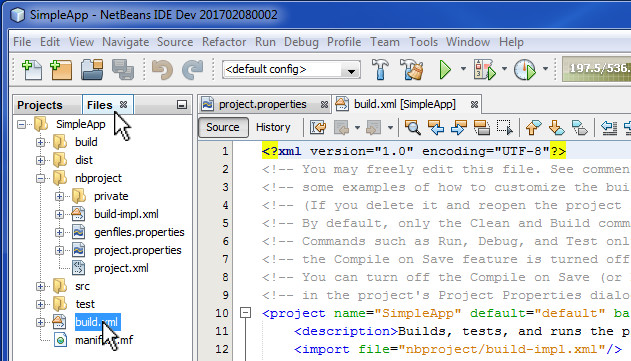 SimpleApp - NetBeans IDE Dev 201702080002
File Edit View Navigate Source Refactor Run Debug Profile Team Tools Window Help
<default config>
197.5/536.
Projects Files
project.properties build.xml [SimpleApp]
Source History
SimpleApp
build
dist
nbproject
private
build-impl.xml
genfiles.properties
project.properties
project.xml
src
test
build.xml
1 <?xml version="1.0" encoding="UTF-8"?>
2 <!-- You may freely edit this file. See commen
3 <!-- some examples of how to customize the bui
4 <!-- (If you delete it and reopen the project
5 <!-- By default, only the Clean and Build comm
6 <!-- Commands such as Run, Debug, and Test onl
7 <!-- the Compile on Save feature is turned off
8 <!-- You can turn off the Compile on Save (or
9 <!-- in the project's Project Properties dialo
10 <project name="SimpleApp" default="default" ba
11 <description>Builds, tests, and runs the p
12 <import file="nbproject/build-impl.xml"/>